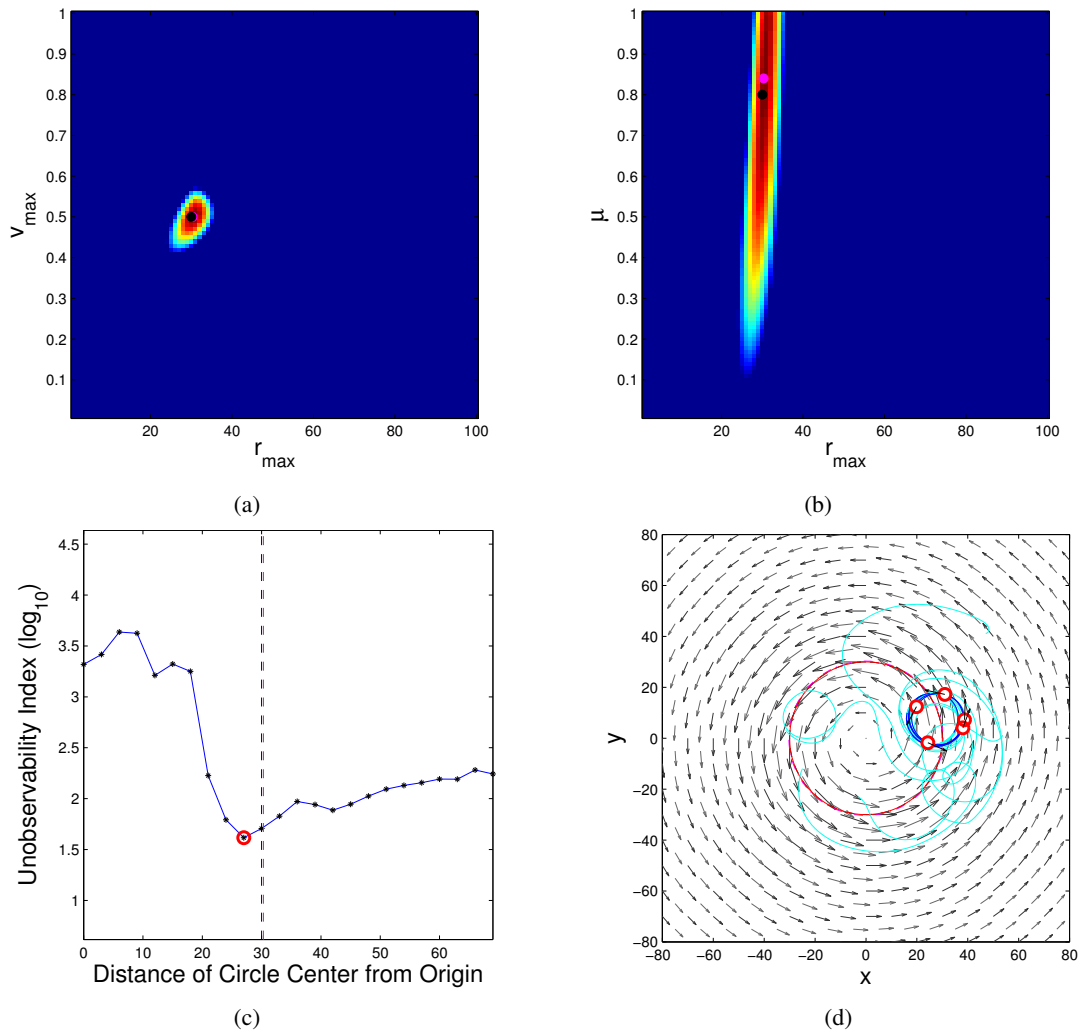 1
0.9
0.8
0.7
0.6
0.5
0.4
0.3
0.2
0.1
v_max
20 40 60 80 100
r_max
(a)
1
0.9
0.8
0.7
0.6
0.5
0.4
0.3
0.2
0.1
μ
20 40 60 80 100
r_max
(b)
4.5
4
3.5
3
2.5
2
1.5
1
Unobservability Index (log_10)
0 10 20 30 40 50 60
Distance of Circle Center from Origin
(c)
80
60
40
20
0
−20
−40
−60
−80
y
−80 −60 −40 −20 0 20 40 60 80
x
(d)